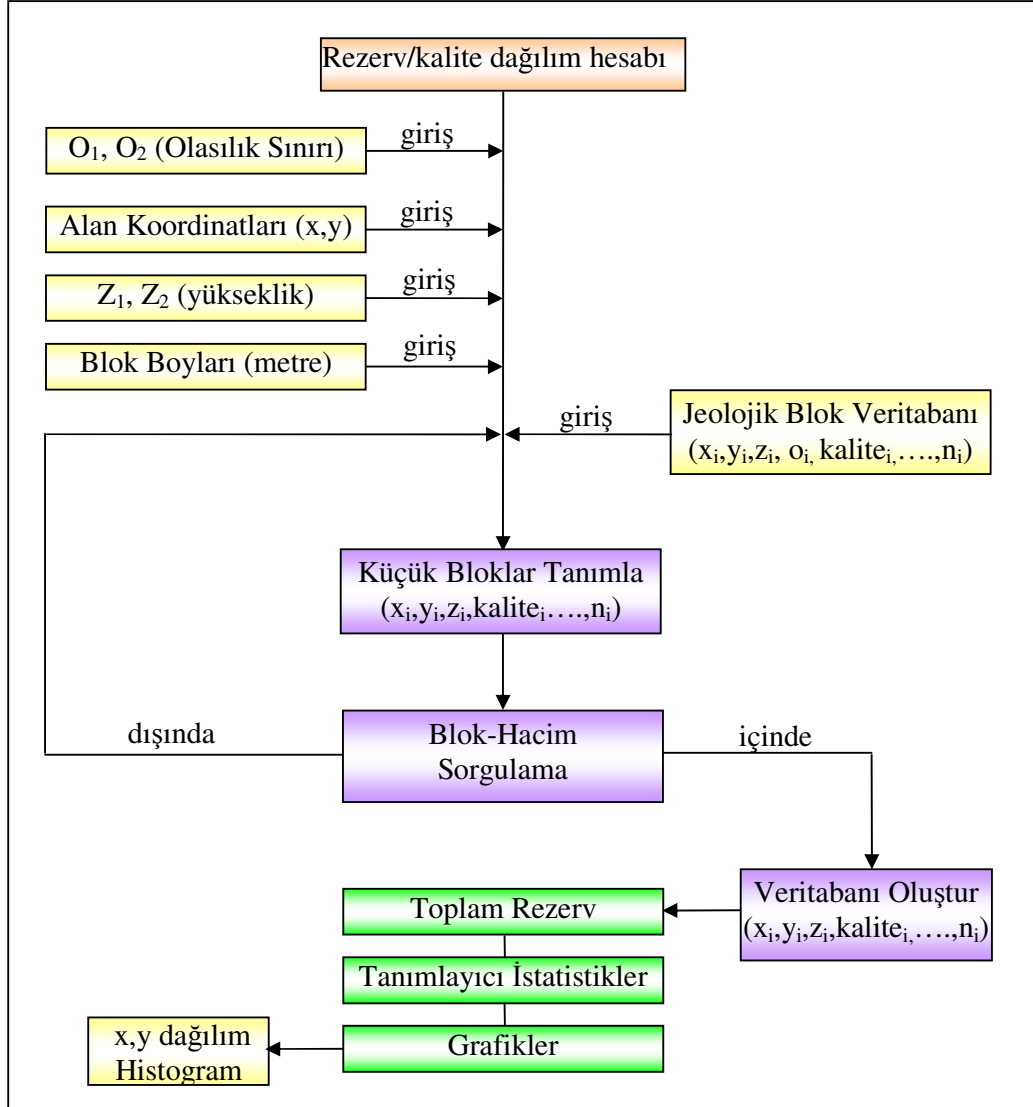 Rezerv/kalite dağılım hesabı
O₁, O₂ (Olasılık Sınırı)
giriş
Alan Koordinatları (x,y)
giriş
Z₁, Z₂ (yükseklik)
giriş
Blok Boyları (metre)
giriş
giriş
Jeolojik Blok Veritabanı
(xᵢ,yᵢ,zᵢ, oᵢ, kaliteᵢ,….,nᵢ)
Küçük Bloklar Tanımla
(xᵢ,yᵢ,zᵢ,kaliteᵢ….,nᵢ)
dışında
Blok-Hacim
Sorgulama
içinde
Veritabanı Oluştur
(xᵢ,yᵢ,zᵢ,kaliteᵢ,….,nᵢ)
Toplam Rezerv
Tanımlayıcı İstatistikler
Grafikler
x,y dağılım
Histogram